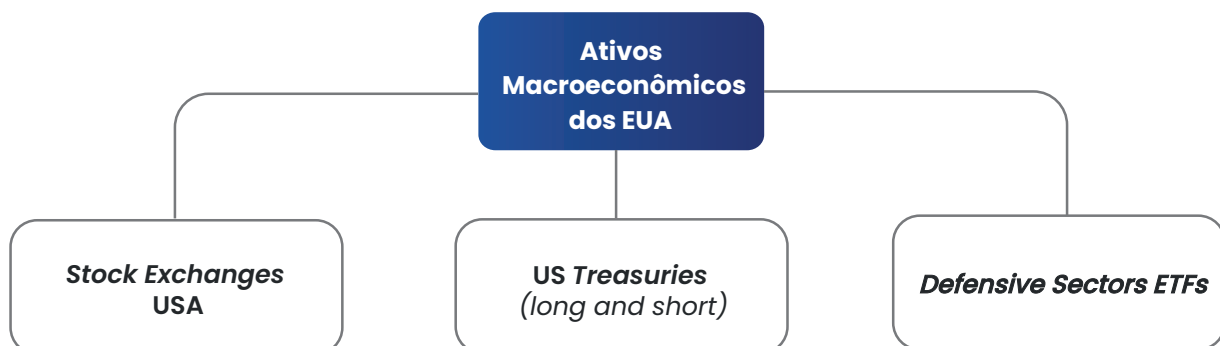 Ativos
Macroeconômicos
dos EUA
Stock Exchanges
USA
US Treasuries
(long and short)
Defensive Sectors ETFs